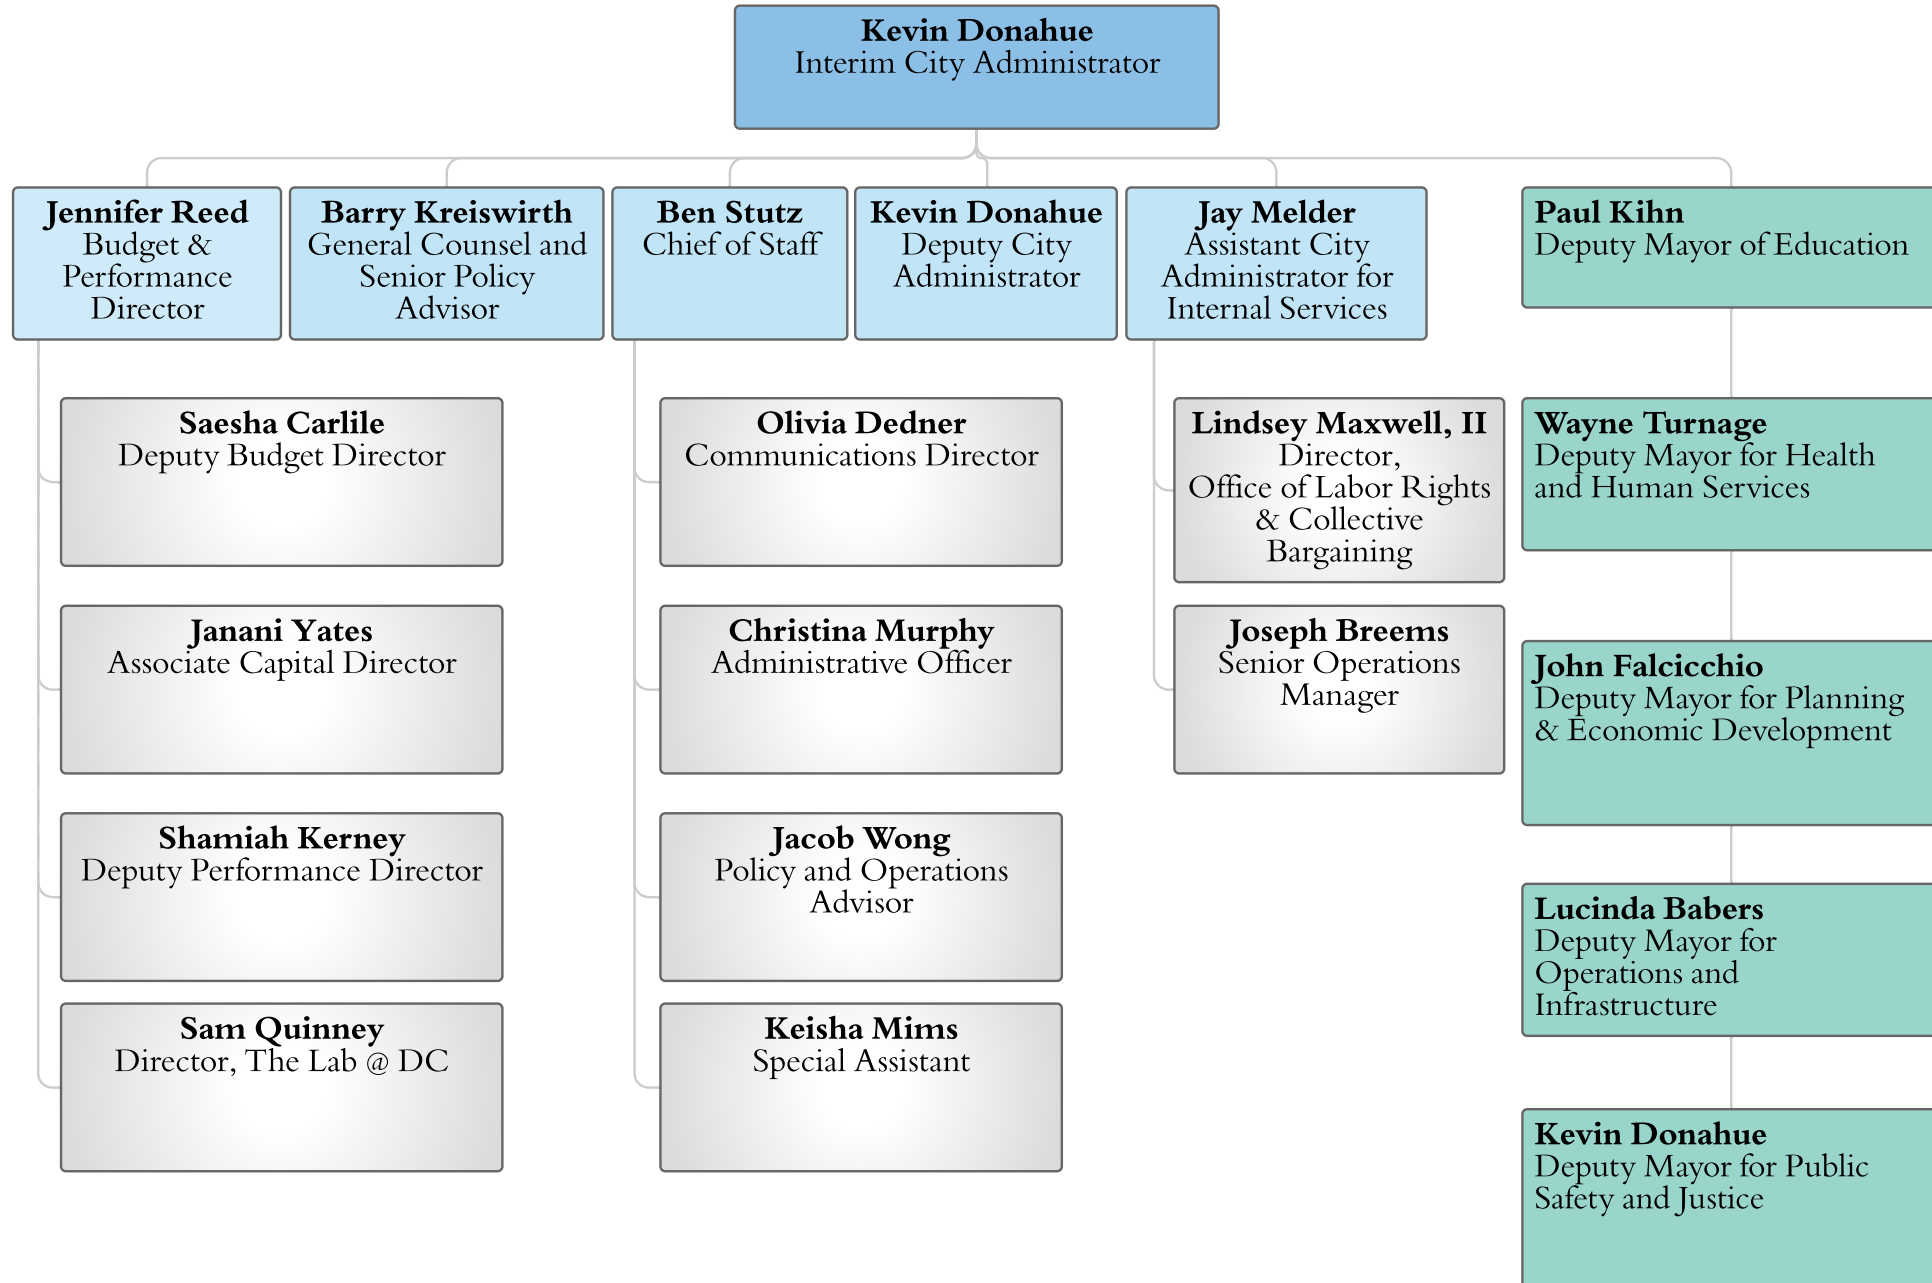 Kevin Donahue
Interim City Administrator
Jennifer Reed
Budget &
Performance
Director
Barry Kreiswirth
General Counsel and
Senior Policy
Advisor
Ben Stutz
Chief of Staff
Kevin Donahue
Deputy City
Administrator
Jay Melder
Assistant City
Administrator for
Internal Services
Paul Kihn
Deputy Mayor of Education
Saesha Carlile
Deputy Budget Director
Janani Yates
Associate Capital Director
Shamiah Kerney
Deputy Performance Director
Sam Quinney
Director, The Lab @ DC
Olivia Dedner
Communications Director
Christina Murphy
Administrative Officer
Jacob Wong
Policy and Operations
Advisor
Keisha Mims
Special Assistant
Lindsey Maxwell, II
Director,
Office of Labor Rights
& Collective
Bargaining
Joseph Breems
Senior Operations
Manager
Wayne Turnage
Deputy Mayor for Health
and Human Services
John Falcicchio
Deputy Mayor for Planning
& Economic Development
Lucinda Babers
Deputy Mayor for
Operations and
Infrastructure
Kevin Donahue
Deputy Mayor for Public
Safety and Justice